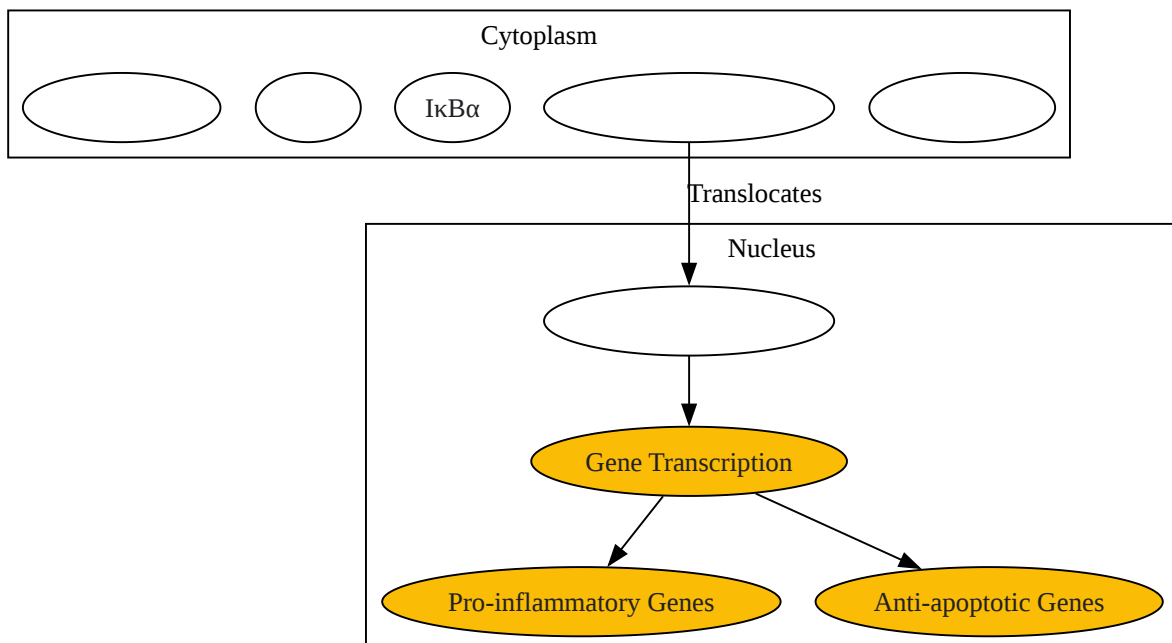 Cytoplasm
IκBα
Translocates
Nucleus
Gene Transcription
Pro-inflammatory Genes
Anti-apoptotic Genes